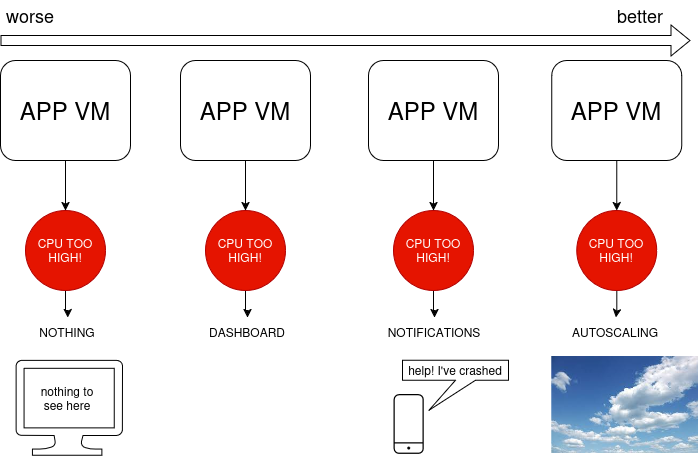 worse
better
APP VM
APP VM
APP VM
APP VM
CPU TOO
HIGH!
CPU TOO
HIGH!
CPU TOO
HIGH!
CPU TOO
HIGH!
NOTHING
DASHBOARD
NOTIFICATIONS
AUTOSCALING
nothing to
see here
help! I've crashed